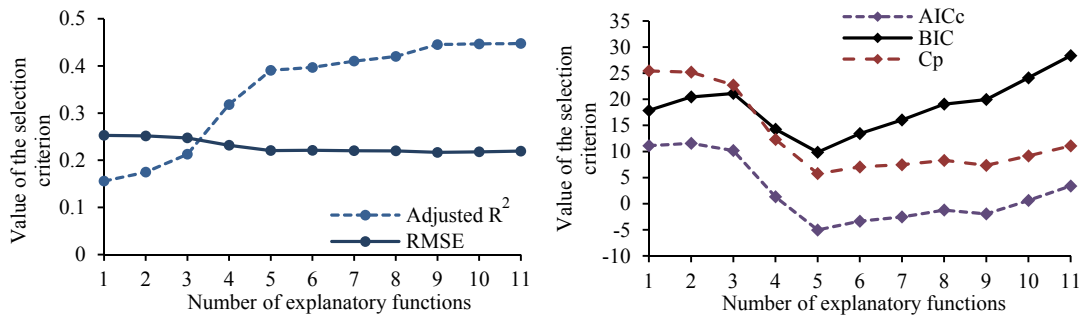 Value of the selection
criterion
0.5
0.4
0.3
0.2
0.1
0
Adjusted R²
RMSE
1 2 3 4 5 6 7 8 9 10 11
Number of explanatory functions
Value of the selection
criterion
35
30
25
20
15
10
5
0
-5
-10
AICc
BIC
Cp
1 2 3 4 5 6 7 8 9 10 11
Number of explanatory functions